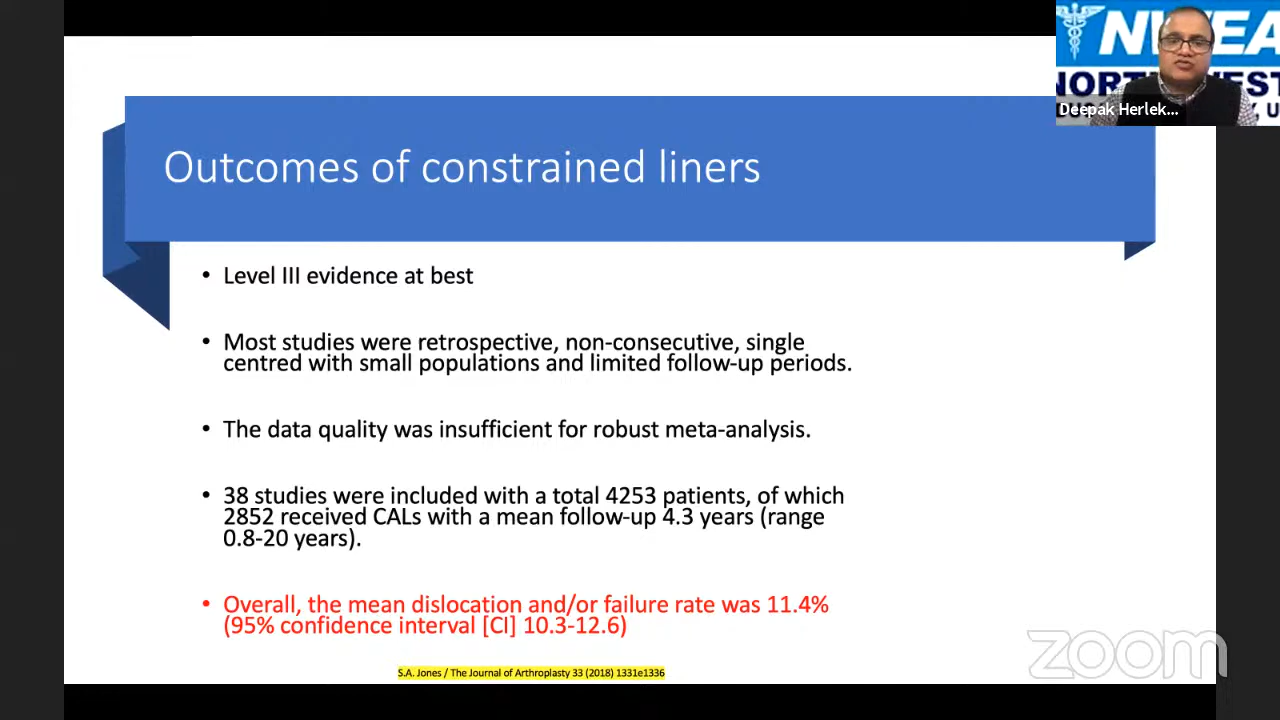 NWEA
NORTH WEST
Deepak Herlek...
Outcomes of constrained liners
• Level III evidence at best
• Most studies were retrospective, non-consecutive, single
centred with small populations and limited follow-up periods.
• The data quality was insufficient for robust meta-analysis.
• 38 studies were included with a total 4253 patients, of which
2852 received CALs with a mean follow-up 4.3 years (range
0.8-20 years).
• Overall, the mean dislocation and/or failure rate was 11.4%
(95% confidence interval [CI] 10.3-12.6)
S.A. Jones / The Journal of Arthroplasty 33 (2018) 1331e1336
zoom